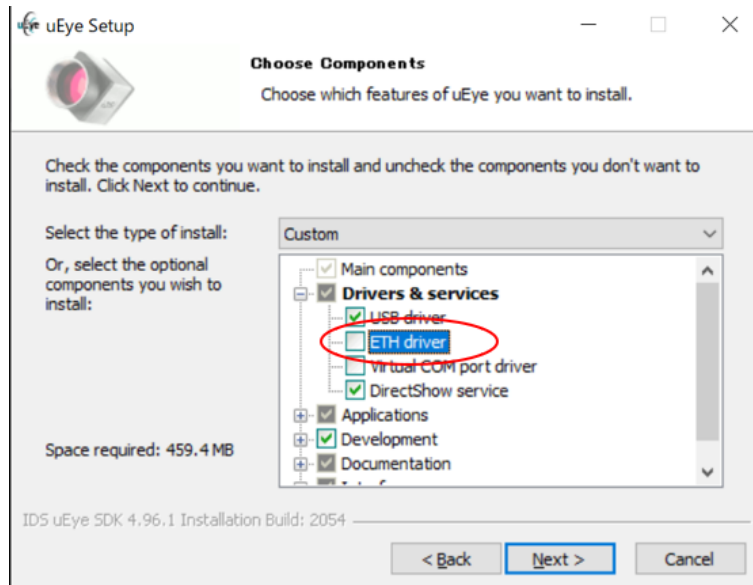 uEye Setup
Choose Components
Choose which features of uEye you want to install.
Check the components you want to install and uncheck the components you don't want to
install. Click Next to continue.
Select the type of install:
Custom
Or, select the optional
components you wish to
install:
Main components
Drivers & services
USB driver
ETH driver
Virtual COM port driver
DirectShow service
Applications
Development
Documentation
Space required: 459.4 MB
IDS uEye SDK 4.96.1 Installation Build: 2054
< Back
Next >
Cancel